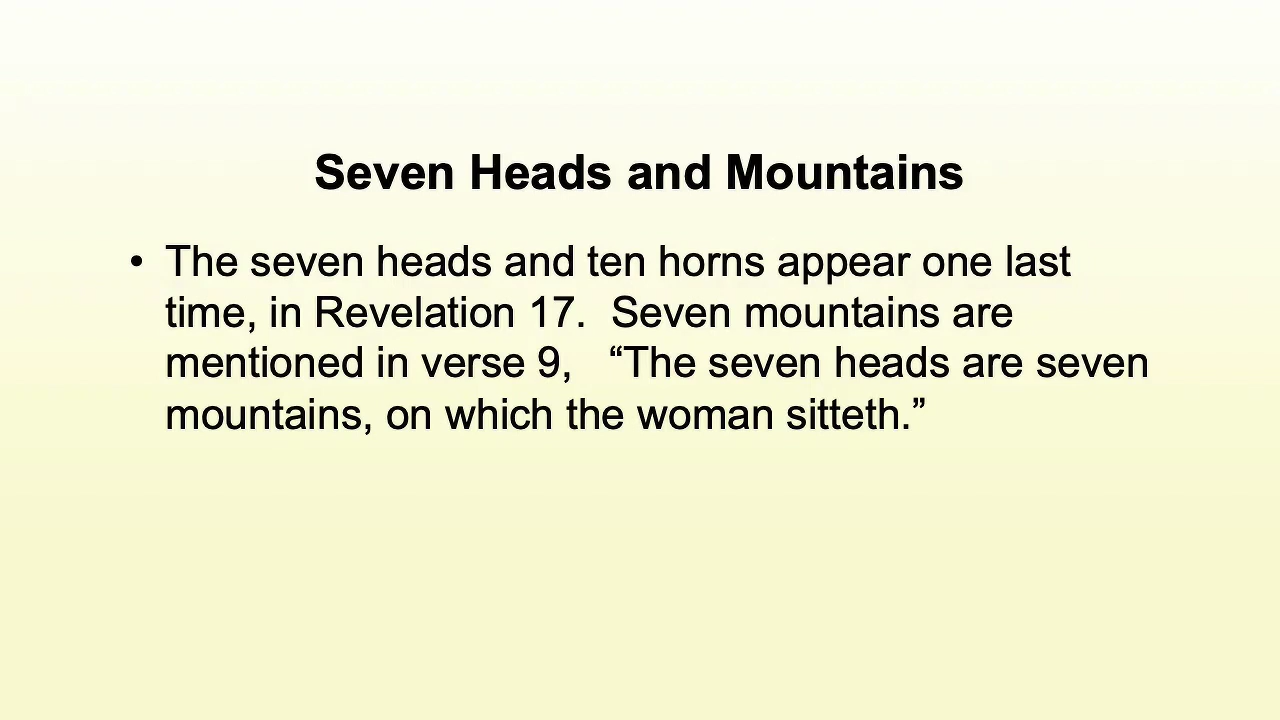 Seven Heads and Mountains
• The seven heads and ten horns appear one last
time, in Revelation 17.  Seven mountains are
mentioned in verse 9,   “The seven heads are seven
mountains, on which the woman sitteth.”